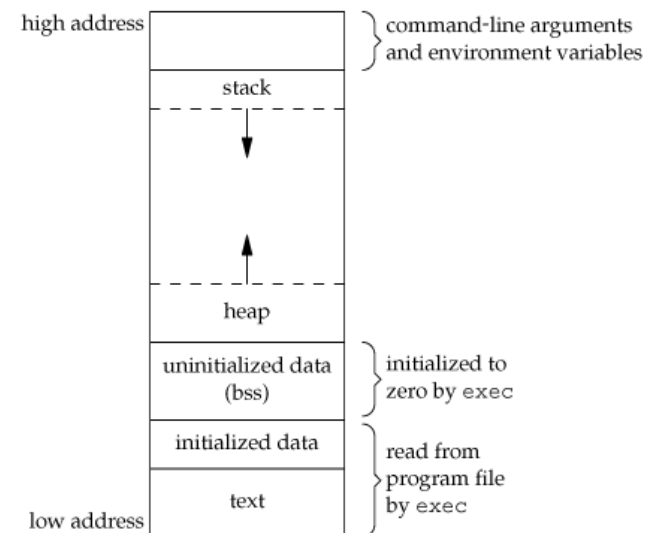 high address
command-line arguments
and environment variables
stack
heap
uninitialized data
(bss)
initialized to
zero by exec
initialized data
read from
program file
by exec
text
low address